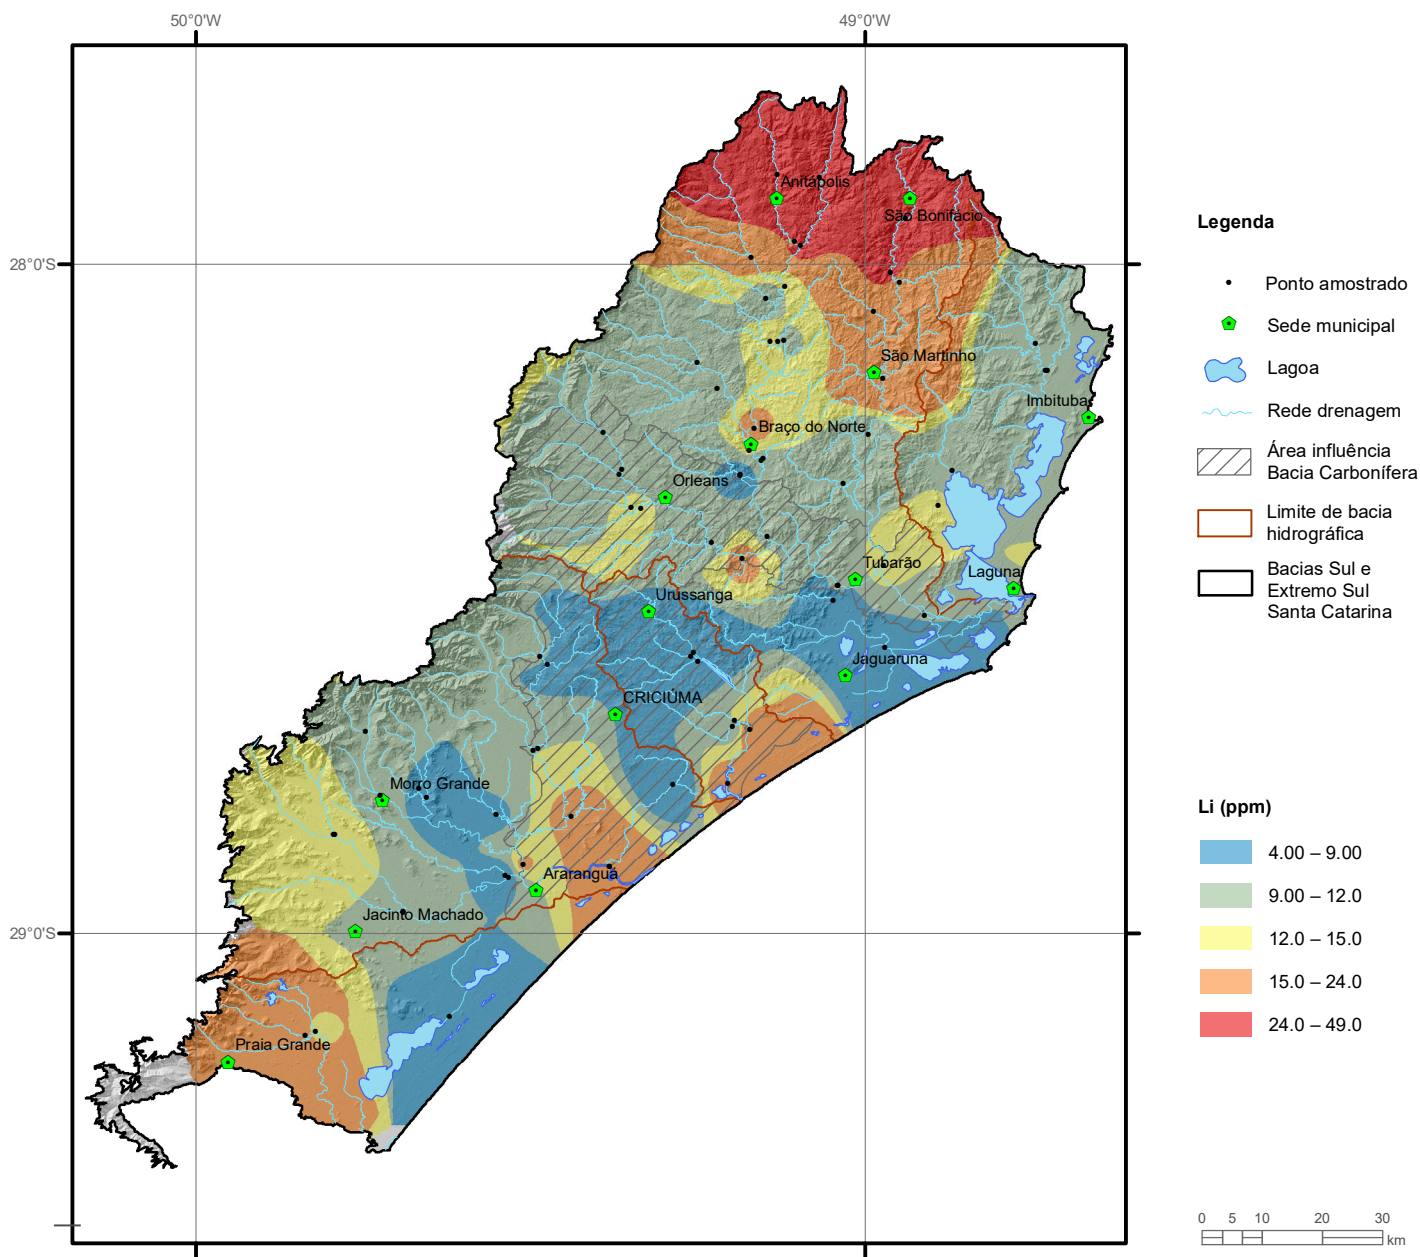 50°0'W
49°0'W
28°0'S
29°0'S
Anitápolis
São Bonifácio
São Martinho
Imbituba
Braço do Norte
Orleans
Tubarão
Laguna
Urussanga
Jaguaruna
CRICIÚMA
Morro Grande
Araranguá
Jacinto Machado
Praia Grande
Legenda
Ponto amostrado
Sede municipal
Lagoa
Rede drenagem
Área influência
Bacia Carbonífera
Limite de bacia
hidrográfica
Bacias Sul e
Extremo Sul
Santa Catarina
Li (ppm)
4.00 – 9.00
9.00 – 12.0
12.0 – 15.0
15.0 – 24.0
24.0 – 49.0
0 5 10 20 30
km